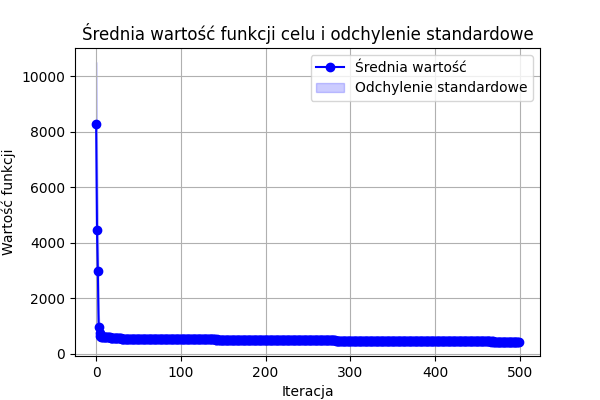 Średnia wartość funkcji celu i odchylenie standardowe
Średnia wartość
Odchylenie standardowe
Wartość funkcji
10000
8000
6000
4000
2000
0
0 100 200 300 400 500
Iteracja